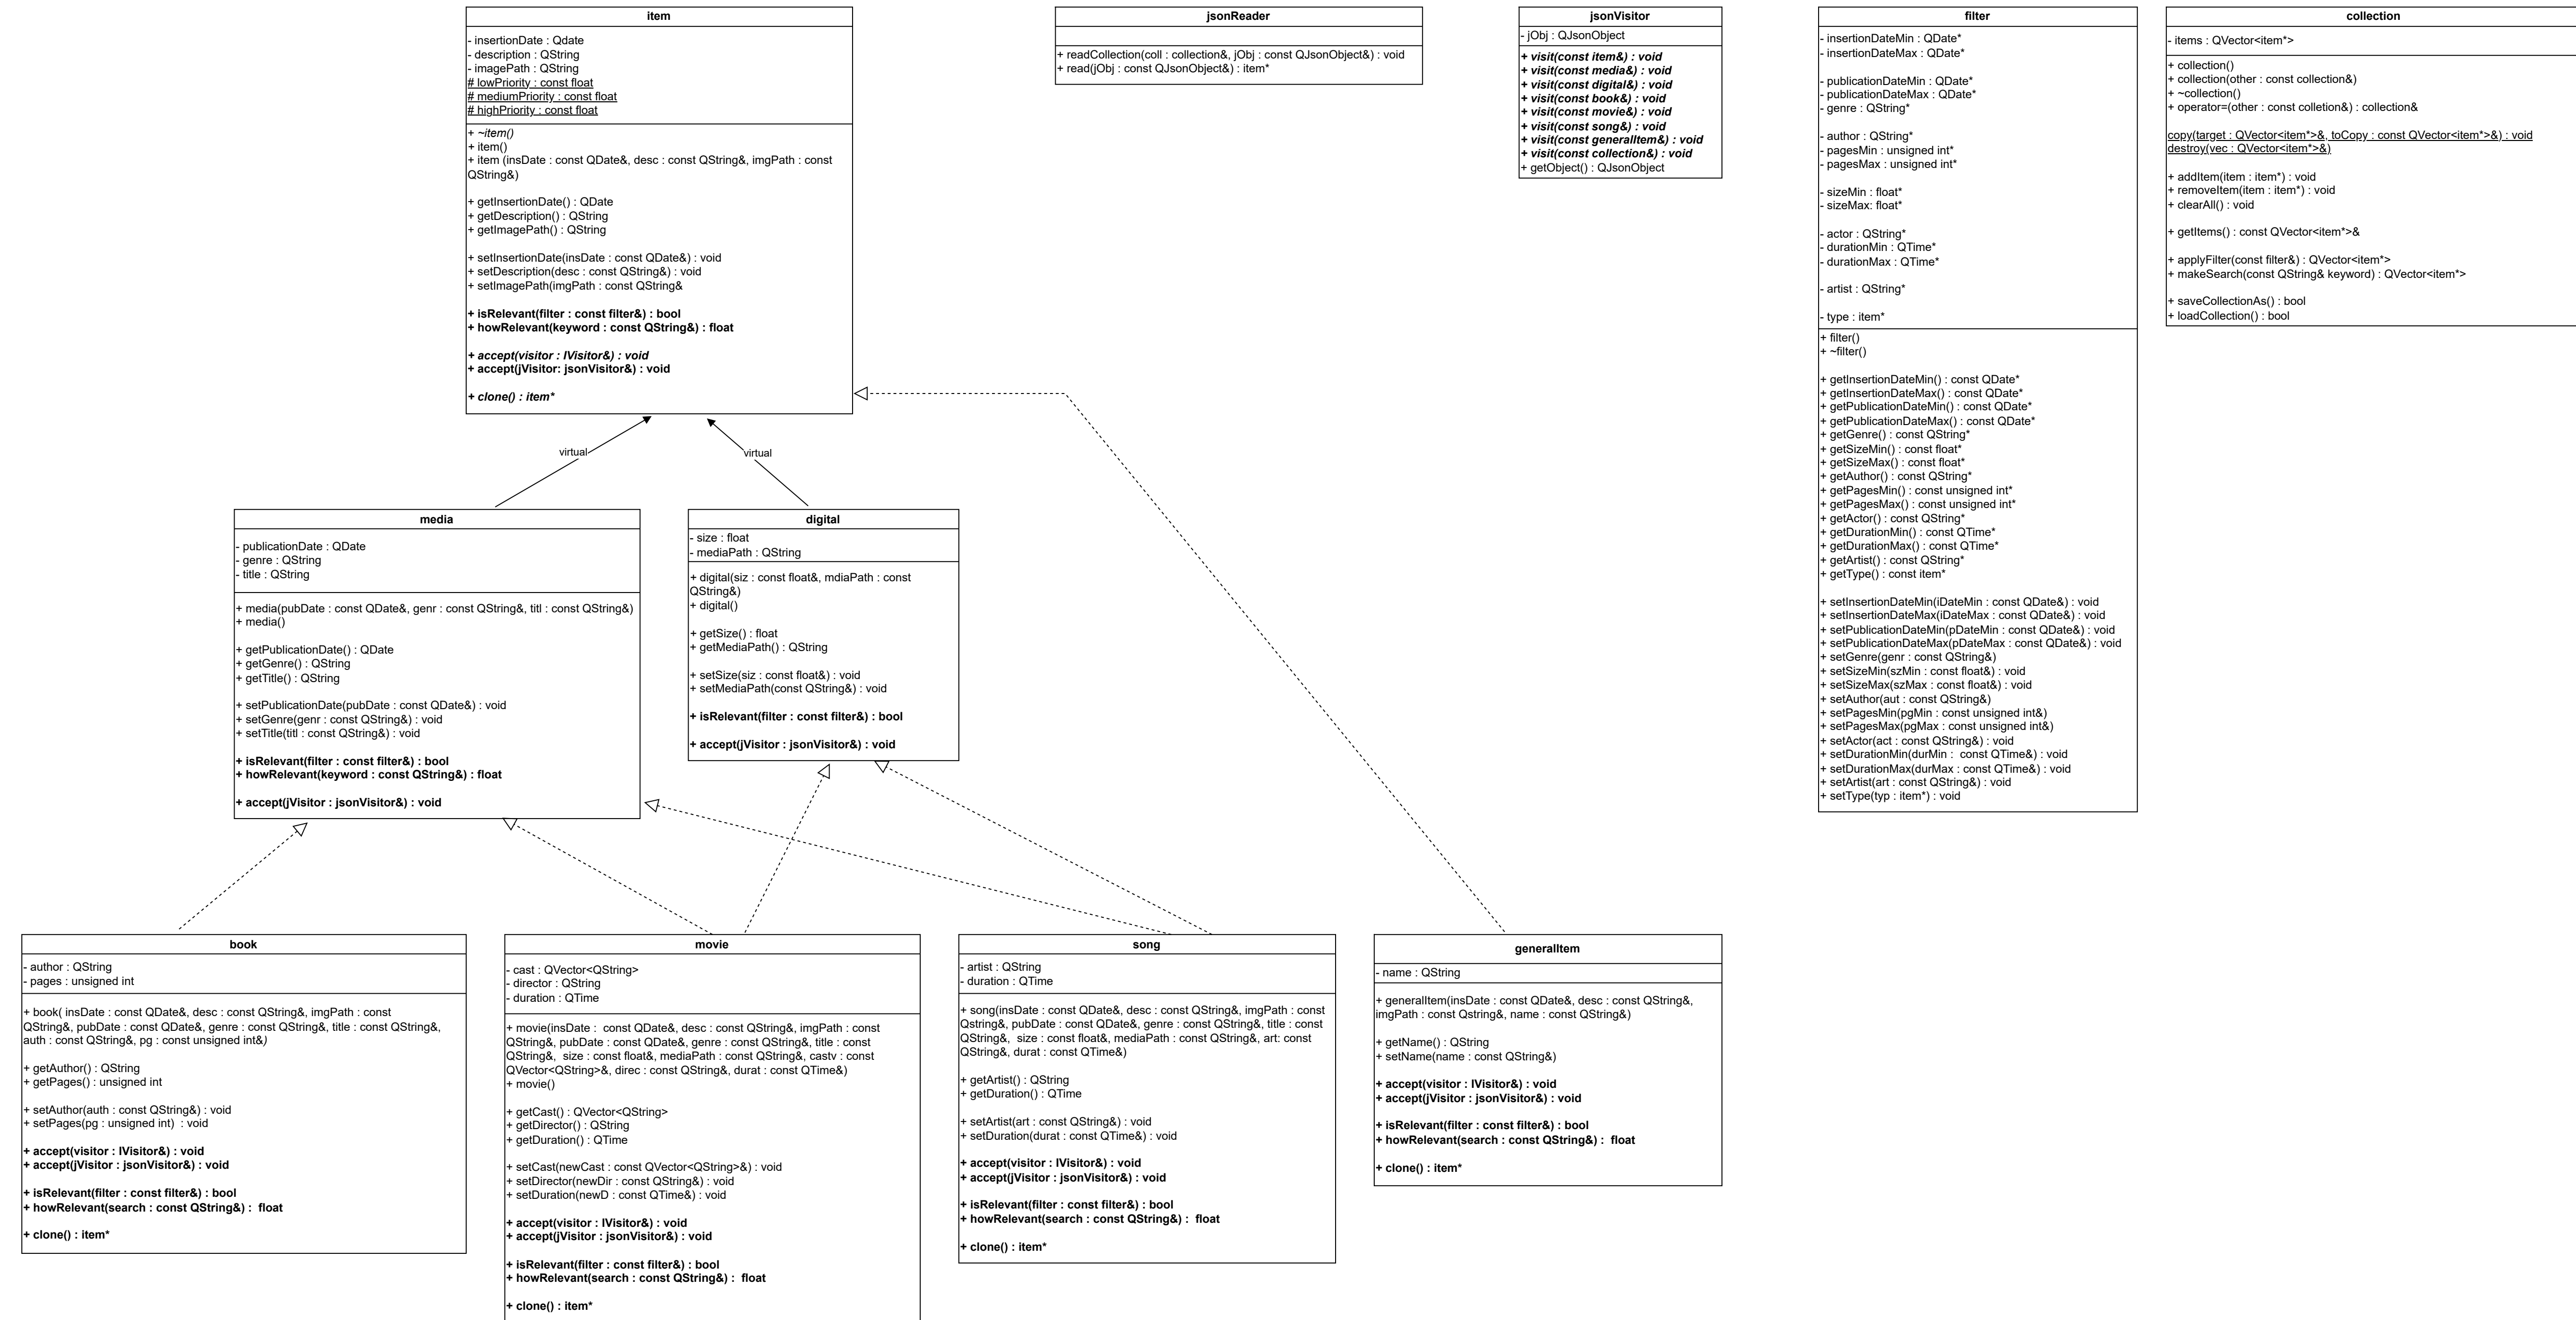 item
- insertionDate : Qdate
- description : QString
- imagePath : QString
# lowPriority : const float
# mediumPriority : const float
# highPriority : const float
+ ~item()
+ item()
+ item (insDate : const QDate&, desc : const QString&, imgPath : const
QString&)
+ getInsertionDate() : QDate
+ getDescription() : QString
+ getImagePath() : QString
+ setInsertionDate(insDate : const QDate&) : void
+ setDescription(desc : const QString&) : void
+ setImagePath(imgPath : const QString&
+ isRelevant(filter : const filter&) : bool
+ howRelevant(keyword : const QString&) : float
+ accept(visitor : IVisitor&) : void
+ accept(jVisitor: jsonVisitor&) : void
+ clone() : item*
jsonReader
+ readCollection(coll : collection&, jObj : const QJsonObject&) : void
+ read(jObj : const QJsonObject&) : item*
jsonVisitor
- jObj : QJsonObject
+ visit(const item&) : void
+ visit(const media&) : void
+ visit(const digital&) : void
+ visit(const book&) : void
+ visit(const movie&) : void
+ visit(const song&) : void
+ visit(const generalItem&) : void
+ visit(const collection&) : void
+ getObject() : QJsonObject
filter
- insertionDateMin : QDate*
- insertionDateMax : QDate*
- publicationDateMin : QDate*
- publicationDateMax : QDate*
- genre : QString*
- author : QString*
- pagesMin : unsigned int*
- pagesMax : unsigned int*
- sizeMin : float*
- sizeMax: float*
- actor : QString*
- durationMin : QTime*
- durationMax : QTime*
- artist : QString*
- type : item*
+ filter()
+ ~filter()
+ getInsertionDateMin() : const QDate*
+ getInsertionDateMax() : const QDate*
+ getPublicationDateMin() : const QDate*
+ getPublicationDateMax() : const QDate*
+ getGenre() : const QString*
+ getSizeMin() : const float*
+ getSizeMax() : const float*
+ getAuthor() : const QString*
+ getPagesMin() : const unsigned int*
+ getPagesMax() : const unsigned int*
+ getActor() : const QString*
+ getDurationMin() : const QTime*
+ getDurationMax() : const QTime*
+ getArtist() : const QString*
+ getType() : const item*
+ setInsertionDateMin(iDateMin : const QDate&) : void
+ setInsertionDateMax(iDateMax : const QDate&) : void
+ setPublicationDateMin(pDateMin : const QDate&) : void
+ setPublicationDateMax(pDateMax : const QDate&) : void
+ setGenre(genr : const QString&)
+ setSizeMin(szMin : const float&) : void
+ setSizeMax(szMax : const float&) : void
+ setAuthor(aut : const QString&)
+ setPagesMin(pgMin : const unsigned int&)
+ setPagesMax(pgMax : const unsigned int&)
+ setActor(act : const QString&) : void
+ setDurationMin(durMin : const QTime&) : void
+ setDurationMax(durMax : const QTime&) : void
+ setArtist(art : const QString&) : void
+ setType(typ : item*) : void
collection
- items : QVector<item*>
+ collection()
+ collection(other : const collection&)
+ ~collection()
+ operator=(other : const colletion&) : collection&
copy(target : QVector<item*>&, toCopy : const QVector<item*>&) : void
destroy(vec : QVector<item*>&)
+ addItem(item : item*) : void
+ removeItem(item : item*) : void
+ clearAll() : void
+ getItems() : const QVector<item*>&
+ applyFilter(const filter&) : QVector<item*>
+ makeSearch(const QString& keyword) : QVector<item*>
+ saveCollectionAs() : bool
+ loadCollection() : bool
virtual
virtual
media
- publicationDate : QDate
- genre : QString
- title : QString
+ media(pubDate : const QDate&, genr : const QString&, titl : const QString&)
+ media()
+ getPublicationDate() : QDate
+ getGenre() : QString
+ getTitle() : QString
+ setPublicationDate(pubDate : const QDate&) : void
+ setGenre(genr : const QString&) : void
+ setTitle(titl : const QString&) : void
+ isRelevant(filter : const filter&) : bool
+ howRelevant(keyword : const QString&) : float
+ accept(jVisitor : jsonVisitor&) : void
digital
- size : float
- mediaPath : QString
+ digital(siz : const float&, mdiaPath : const
QString&)
+ digital()
+ getSize() : float
+ getMediaPath() : QString
+ setSize(siz : const float&) : void
+ setMediaPath(const QString&) : void
+ isRelevant(filter : const filter&) : bool
+ accept(jVisitor : jsonVisitor&) : void
book
- author : QString
- pages : unsigned int
+ book( insDate : const QDate&, desc : const QString&, imgPath : const
QString&, pubDate : const QDate&, genre : const QString&, title : const QString&,
auth : const QString&, pg : const unsigned int&)
+ getAuthor() : QString
+ getPages() : unsigned int
+ setAuthor(auth : const QString&) : void
+ setPages(pg : unsigned int) : void
+ accept(visitor : IVisitor&) : void
+ accept(jVisitor : jsonVisitor&) : void
+ isRelevant(filter : const filter&) : bool
+ howRelevant(search : const QString&) : float
+ clone() : item*
movie
- cast : QVector<QString>
- director : QString
- duration : QTime
+ movie(insDate : const QDate&, desc : const QString&, imgPath : const
QString&, pubDate : const QDate&, genre : const QString&, title : const
QString&, size : const float&, mediaPath : const QString&, castv : const
QVector<QString>&, direc : const QString&, durat : const QTime&)
+ movie()
+ getCast() : QVector<QString>
+ getDirector() : QString
+ getDuration() : QTime
+ setCast(newCast : const QVector<QString>&) : void
+ setDirector(newDir : const QString&) : void
+ setDuration(newD : const QTime&) : void
+ accept(visitor : IVisitor&) : void
+ accept(jVisitor : jsonVisitor&) : void
+ isRelevant(filter : const filter&) : bool
+ howRelevant(search : const QString&) : float
+ clone() : item*
song
- artist : QString
- duration : QTime
+ song(insDate : const QDate&, desc : const QString&, imgPath : const
Qstring&, pubDate : const QDate&, genre : const QString&, title : const
QString&, size : const float&, mediaPath : const QString&, art: const
QString&, durat : const QTime&)
+ getArtist() : QString
+ getDuration() : QTime
+ setArtist(art : const QString&) : void
+ setDuration(durat : const QTime&) : void
+ accept(visitor : IVisitor&) : void
+ accept(jVisitor : jsonVisitor&) : void
+ isRelevant(filter : const filter&) : bool
+ howRelevant(search : const QString&) : float
+ clone() : item*
generalItem
- name : QString
+ generalItem(insDate : const QDate&, desc : const QString&,
imgPath : const Qstring&, name : const QString&)
+ getName() : QString
+ setName(name : const QString&)
+ accept(visitor : IVisitor&) : void
+ accept(jVisitor : jsonVisitor&) : void
+ isRelevant(filter : const filter&) : bool
+ howRelevant(search : const QString&) : float
+ clone() : item*